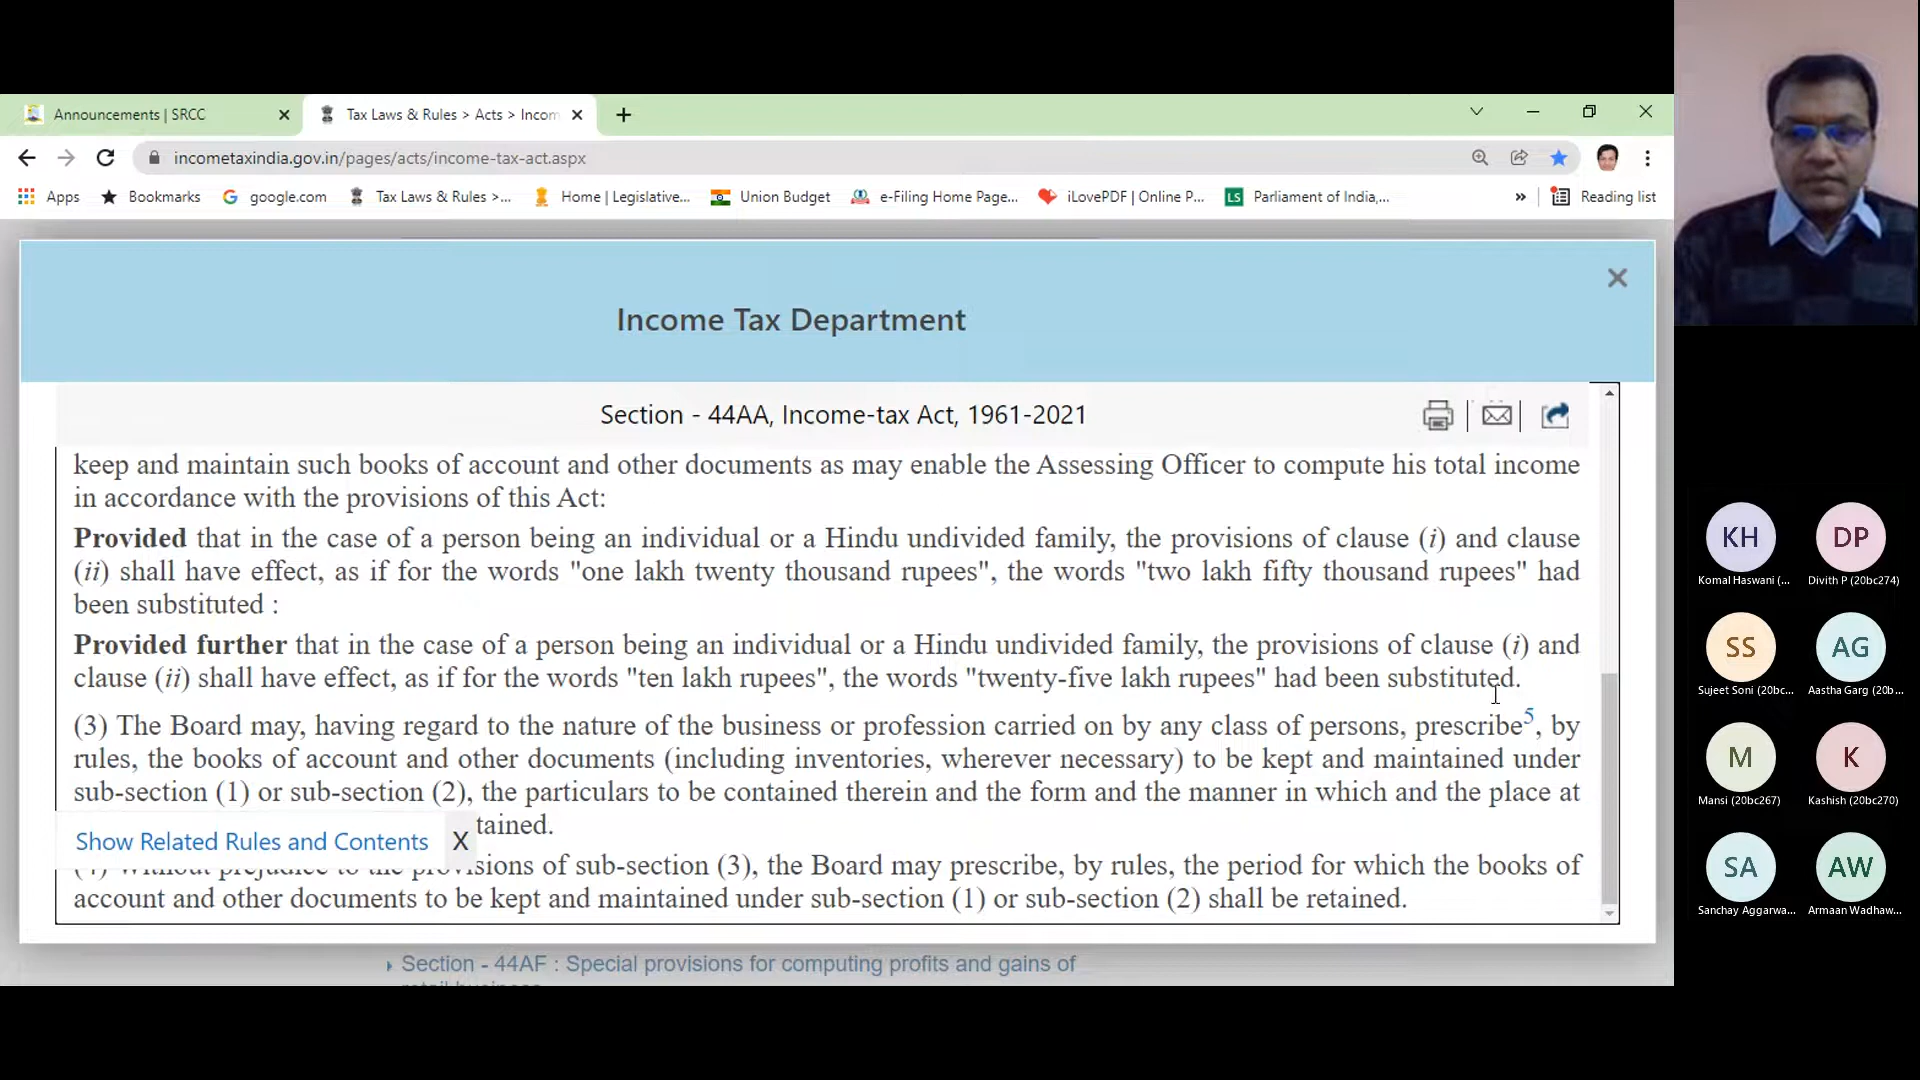 Announcements | SRCC
Tax Laws & Rules > Acts > Incom
incometaxindia.gov.in/pages/acts/income-tax-act.aspx
Apps
Bookmarks
google.com
Tax Laws & Rules >...
Home | Legislative...
Union Budget
e-Filing Home Page...
iLovePDF | Online P...
LS
Parliament of India,...
»
Reading list
Income Tax Department
Section - 44AA, Income-tax Act, 1961-2021
keep and maintain such books of account and other documents as may enable the Assessing Officer to compute his total income
in accordance with the provisions of this Act:
Provided that in the case of a person being an individual or a Hindu undivided family, the provisions of clause (i) and clause
(ii) shall have effect, as if for the words "one lakh twenty thousand rupees", the words "two lakh fifty thousand rupees" had
been substituted :
Provided further that in the case of a person being an individual or a Hindu undivided family, the provisions of clause (i) and
clause (ii) shall have effect, as if for the words "ten lakh rupees", the words "twenty-five lakh rupees" had been substituted.
(3) The Board may, having regard to the nature of the business or profession carried on by any class of persons, prescribe5, by
rules, the books of account and other documents (including inventories, wherever necessary) to be kept and maintained under
sub-section (1) or sub-section (2), the particulars to be contained therein and the form and the manner in which and the place at
tained.
Show Related Rules and Contents X
(4) Without prejudice to the provisions of sub-section (3), the Board may prescribe, by rules, the period for which the books of
account and other documents to be kept and maintained under sub-section (1) or sub-section (2) shall be retained.
Section - 44AF : Special provisions for computing profits and gains of
KH
Komal Haswani (...
DP
Divith P (20bc274)
SS
Sujeet Soni (20bc...
AG
Aastha Garg (20b...
M
Mansi (20bc267)
K
Kashish (20bc270)
SA
Sanchay Aggarwa...
AW
Armaan Wadhaw...